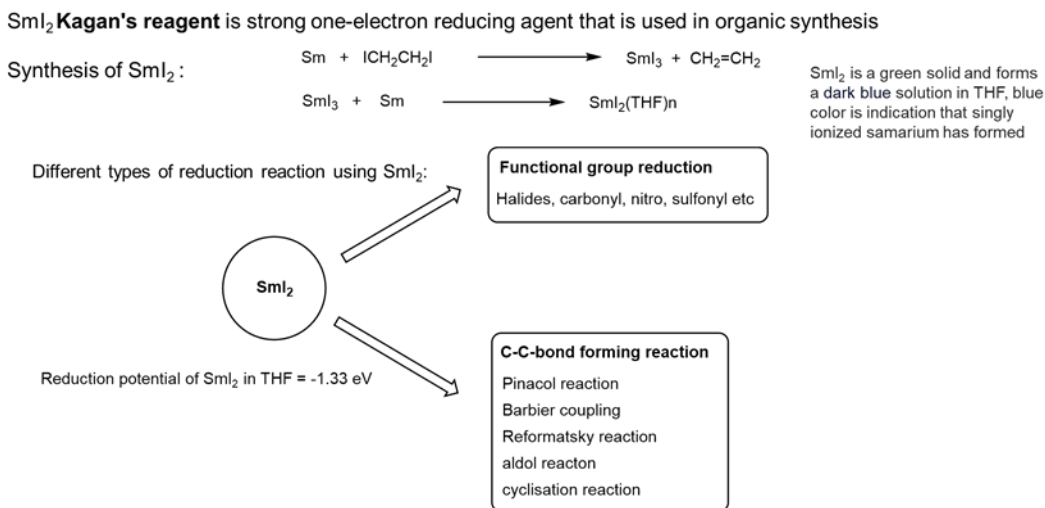 SmI₂ Kagan's reagent is strong one-electron reducing agent that is used in organic synthesis
Synthesis of SmI₂ :
Sm + ICH₂CH₂I SmI₃ + CH₂=CH₂
SmI₃ + Sm SmI₂(THF)n
SmI₂ is a green solid and forms
a dark blue solution in THF, blue
color is indication that singly
ionized samarium has formed
Different types of reduction reaction using SmI₂:
Functional group reduction
Halides, carbonyl, nitro, sulfonyl etc
SmI₂
Reduction potential of SmI₂ in THF = -1.33 eV
C-C-bond forming reaction
Pinacol reaction
Barbier coupling
Reformatsky reaction
aldol reacton
cyclisation reaction